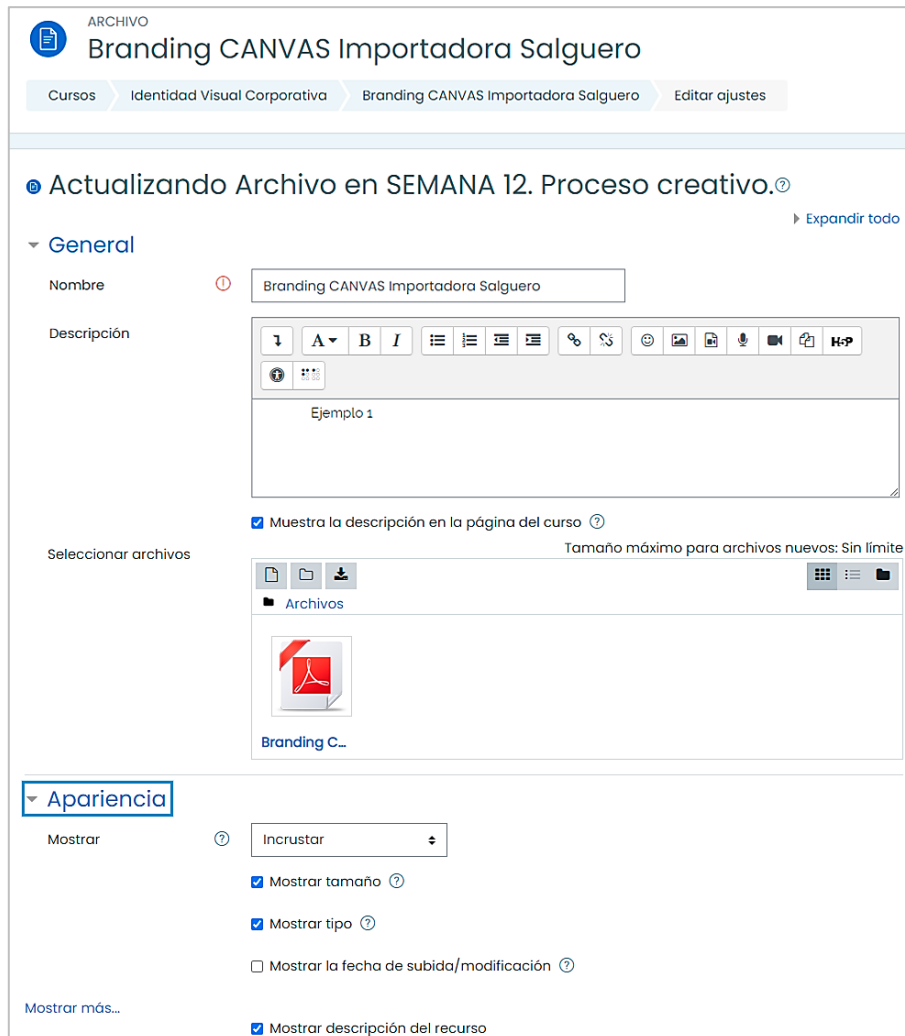 ARCHIVO
Branding CANVAS Importadora Salguero
Cursos Identidad Visual Corporativa Branding CANVAS Importadora Salguero Editar ajustes
Actualizando Archivo en SEMANA 12. Proceso creativo.
Expandir todo
General
Nombre
Branding CANVAS Importadora Salguero
Descripción
A B I H-P
Ejemplo 1
Muestra la descripción en la página del curso
Seleccionar archivos
Tamaño máximo para archivos nuevos: Sin límite
Archivos
Branding C...
Apariencia
Mostrar Incrustar
Mostrar tamaño
Mostrar tipo
Mostrar la fecha de subida/modificación
Mostrar más...
Mostrar descripción del recurso